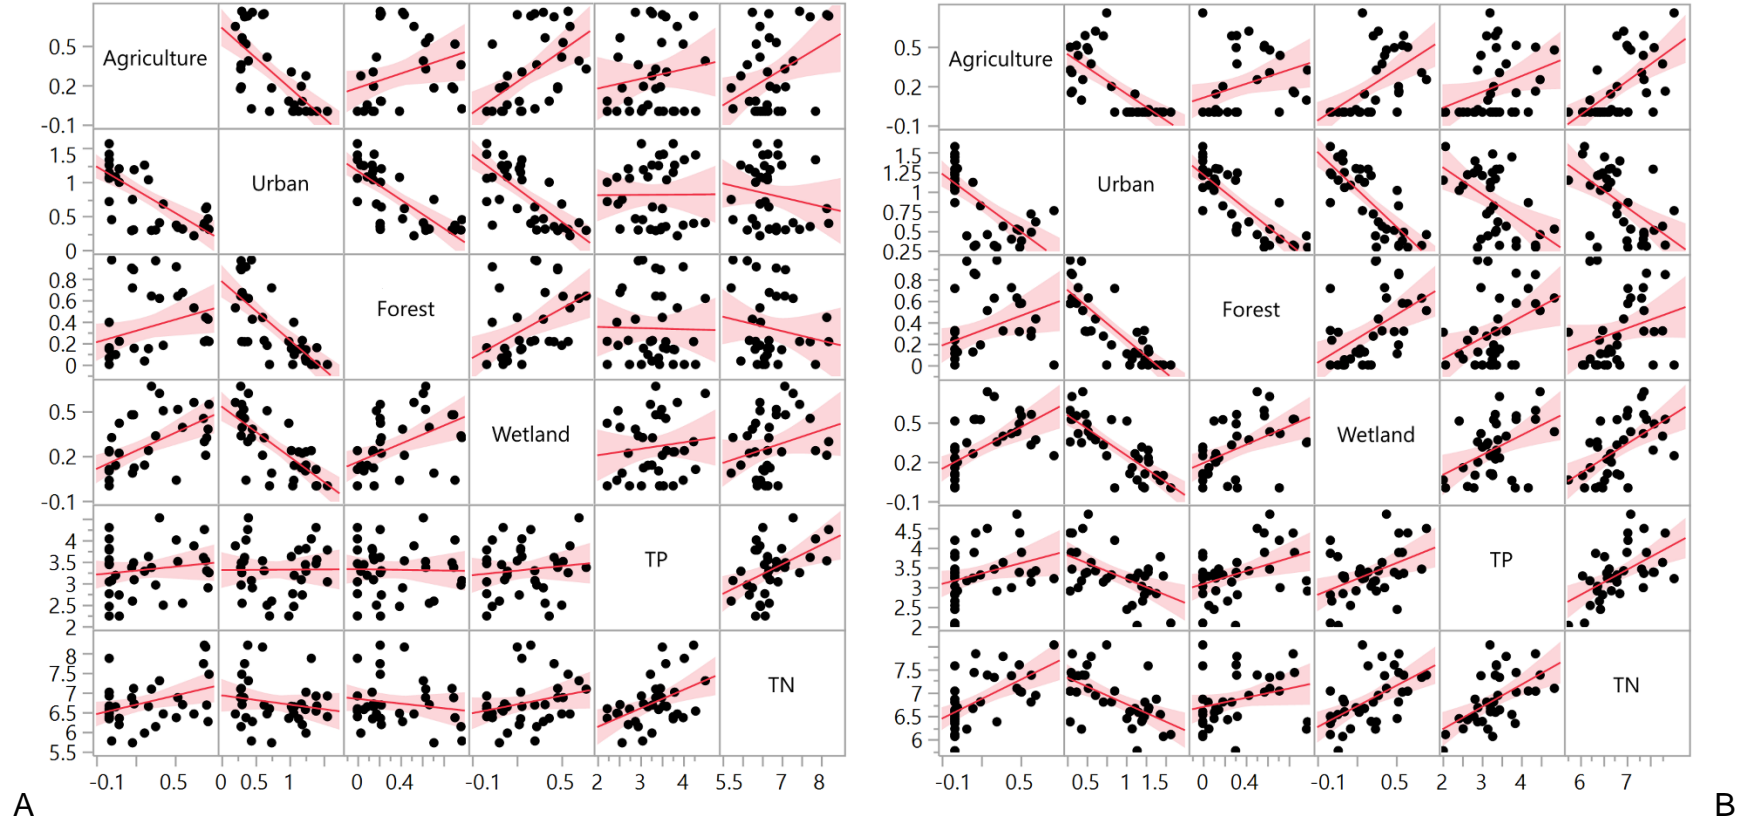 Agriculture 0.5 0.2 -0.1
Urban 1.5 1 0.5 0
Forest 0.8 0.6 0.4 0.2 0
Wetland 0.5 0.2 -0.1
TP 4 3.5 3 2.5 2
TN 8 7.5 7 6.5 6 5.5
-0.1 0.5 0 0.5 1 0 0.4 -0.1 0.5 2 3 4 5.5 7 8
A
Agriculture 0.5 0.2 -0.1
Urban 1.5 1.25 0.75 0.5 0.25
Forest 0.8 0.6 0.4 0.2 0
Wetland 0.5 0.2 -0.1
TP 4.5 4 3.5 3 2.5 2
TN 7.5 7 6.5 6
-0.1 0.5 0.5 1 1.5 0 0.4 -0.1 0.5 2 3 4 6 7
B